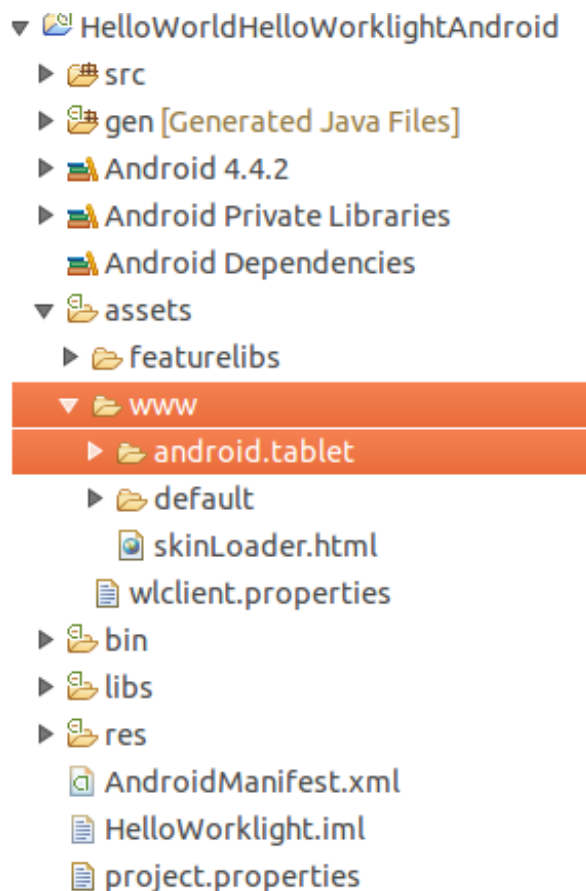 HelloWorldHelloWorklightAndroid
src
gen [Generated Java Files]
Android 4.4.2
Android Private Libraries
Android Dependencies
assets
featurelibs
www
android.tablet
default
skinLoader.html
wlclient.properties
bin
libs
res
AndroidManifest.xml
HelloWorklight.iml
project.properties